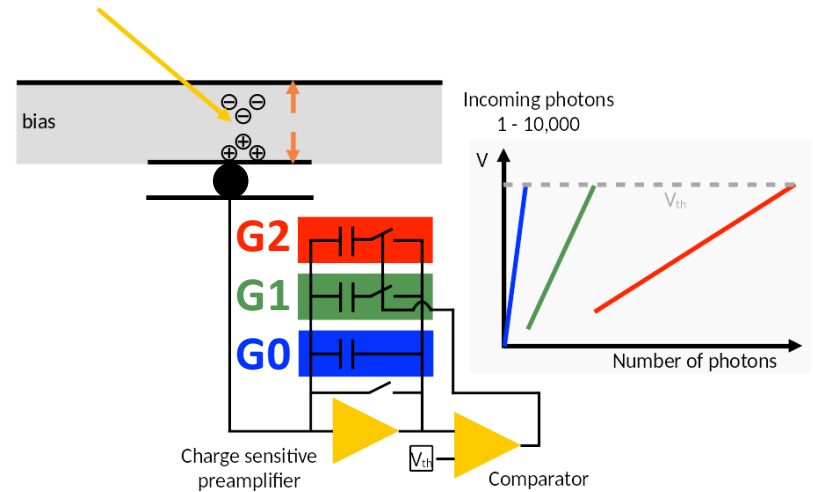 bias
Incoming photons
1 - 10,000
V
Vth
Number of photons
G2
G1
G0
Charge sensitive
preamplifier
Vth
Comparator